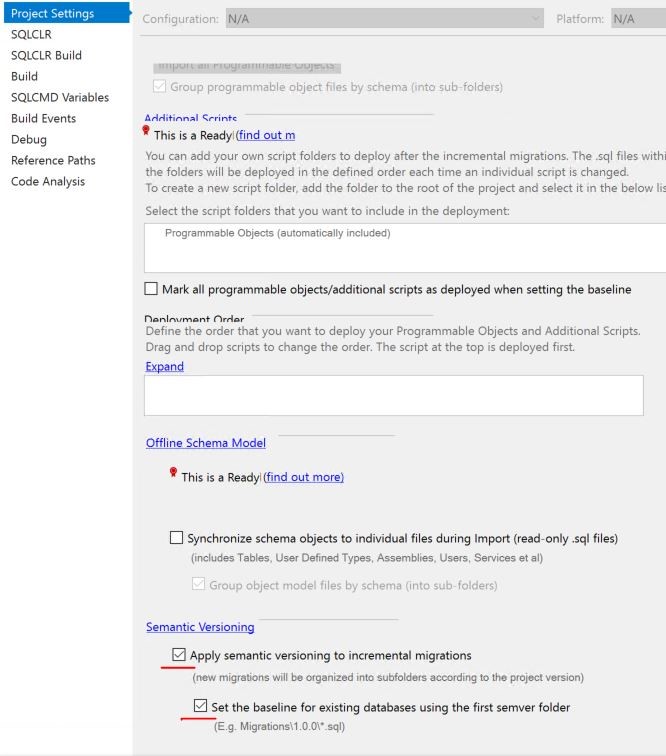 Project Settings
SQLCLR
SQLCLR Build
Build
SQLCMD Variables
Build Events
Debug
Reference Paths
Code Analysis
Configuration: N/A Platform: N/A
Import all Programmable Objects
Group programmable object files by schema (into sub-folders)
Additional Scripts
This is a Ready (find out m
You can add your own script folders to deploy after the incremental migrations. The .sql files withi
the folders will be deployed in the defined order each time an individual script is changed.
To create a new script folder, add the folder to the root of the project and select it in the below lis
Select the script folders that you want to include in the deployment:
Programmable Objects (automatically included)
Mark all programmable objects/additional scripts as deployed when setting the baseline
Deployment Order
Define the order that you want to deploy your Programmable Objects and Additional Scripts.
Drag and drop scripts to change the order. The script at the top is deployed first.
Expand
Offline Schema Model
This is a Ready (find out more)
Synchronize schema objects to individual files during Import (read-only .sql files)
(includes Tables, User Defined Types, Assemblies, Users, Services et al)
Group object model files by schema (into sub-folders)
Semantic Versioning
Apply semantic versioning to incremental migrations
(new migrations will be organized into subfolders according to the project version)
Set the baseline for existing databases using the first semver folder
(E.g. Migrations\1.0.0\*.sql)